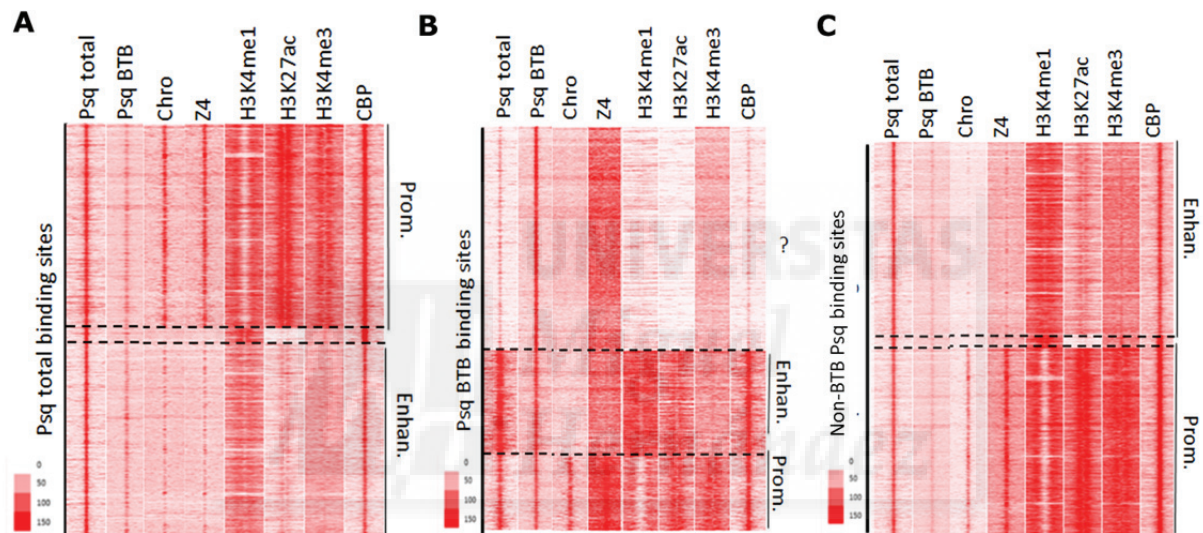 A
Psq total
Psq BTB
Chro
Z4
H3K4me1
H3K27ac
H3K4me3
CBP
Psq total binding sites
Prom.
Enhan.
0
50
100
150
B
Psq total
Psq BTB
Chro
Z4
H3K4me1
H3K27ac
H3K4me3
CBP
Psq BTB binding sites
?
Enhan.
Prom.
0
50
100
150
UNIVERSITAS
Miguel
Hernández
C
Psq total
Psq BTB
Chro
Z4
H3K4me1
H3K27ac
H3K4me3
CBP
Non-BTB Psq binding sites
Enhan.
Prom.
0
50
100
150